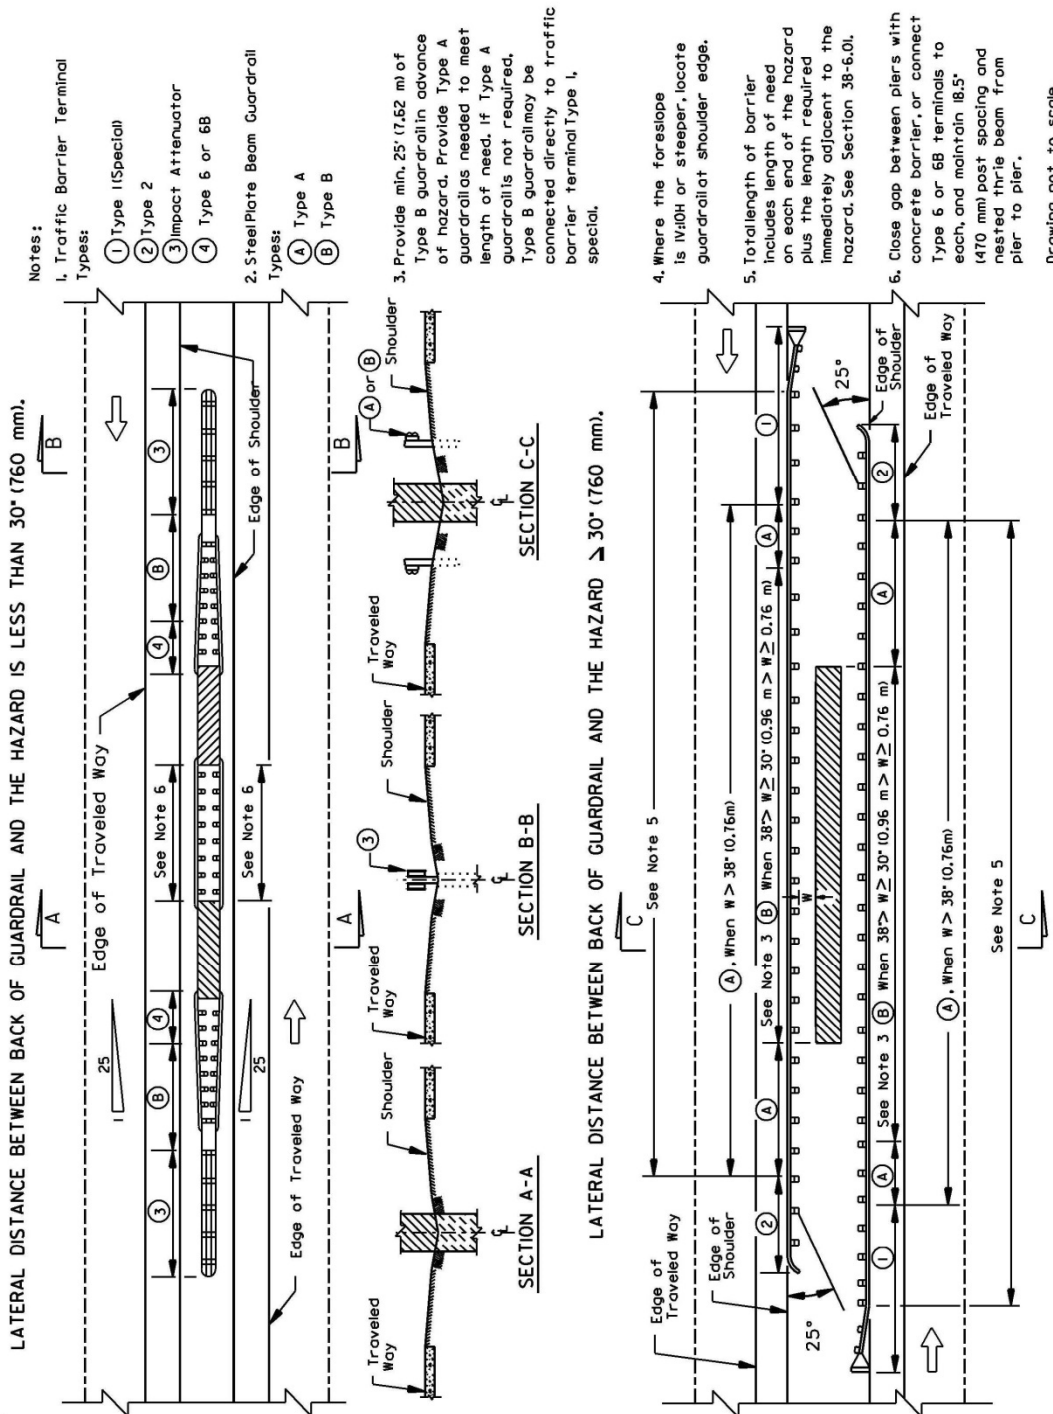 LATERAL DISTANCE BETWEEN BACK OF GUARDRAIL AND THE HAZARD IS LESS THAN 30" (760 mm).
A
B
Edge of Traveled Way
25
1
3
B
4
See Note 6
4
B
3
See Note 6
25
1
Edge of Shoulder
Edge of Traveled Way
A
B
Traveled
Way
Shoulder
SECTION A-A
Traveled
Way
3
Shoulder
SECTION B-B
Traveled
Way
A or B
Shoulder
SECTION C-C
LATERAL DISTANCE BETWEEN BACK OF GUARDRAIL AND THE HAZARD ≥ 30" (760 mm).
C
See Note 5
A, When W > 38" (0.76m)
Edge of
Traveled Way
Edge of
Shoulder
2
A
See Note 3 B When 38"> W ≥ 30" (0.96 m > W ≥ 0.76 m)
A
1
25°
W
25°
Edge of
Shoulder
Edge of
Traveled Way
1
A
See Note 3 B When 38"> W ≥ 30" (0.96 m > W ≥ 0.76 m)
A
2
A, When W > 38" (0.76m)
See Note 5
C
Notes:
1. Traffic Barrier Terminal
Types:
1 Type 1(Special)
2 Type 2
3 Impact Attenuator
4 Type 6 or 6B
2. Steel Plate Beam Guardrail
Types:
A Type A
B Type B
3. Provide min. 25' (7.62 m) of
Type B guardrail in advance
of hazard. Provide Type A
guardrail as needed to meet
length of need. If Type A
guardrail is not required,
Type B guardrail may be
connected directly to traffic
barrier terminal Type 1,
special.
4. Where the foreslope
is 1V:10H or steeper, locate
guardrail at shoulder edge.
5. Total length of barrier
includes length of need
on each end of the hazard
plus the length required
immediately adjacent to the
hazard. See Section 38-6.01.
6. Close gap between piers with
concrete barrier, or connect
Type 6 or 6B terminals to
each, and maintain 18.5"
(470 mm) post spacing and
nested thrie beam from
pier to pier.
Drawing not to scale